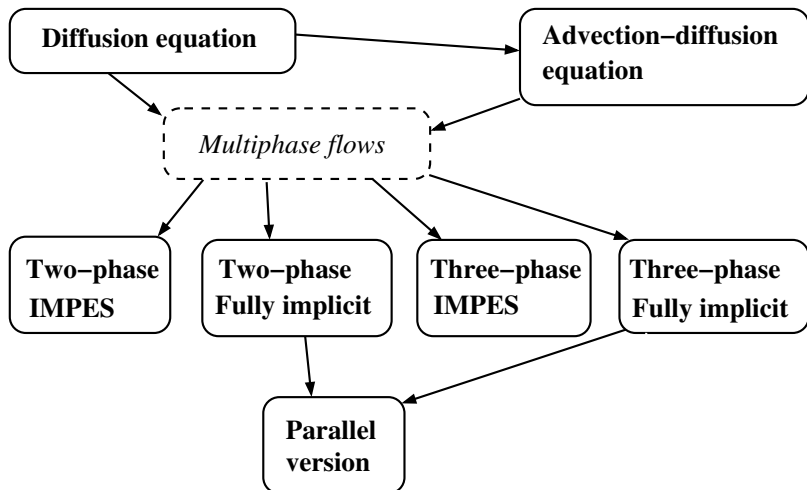 Diffusion equation
Advection–diffusion
equation
Multiphase flows
Two–phase
IMPES
Two–phase
Fully implicit
Three–phase
IMPES
Three–phase
Fully implicit
Parallel
version